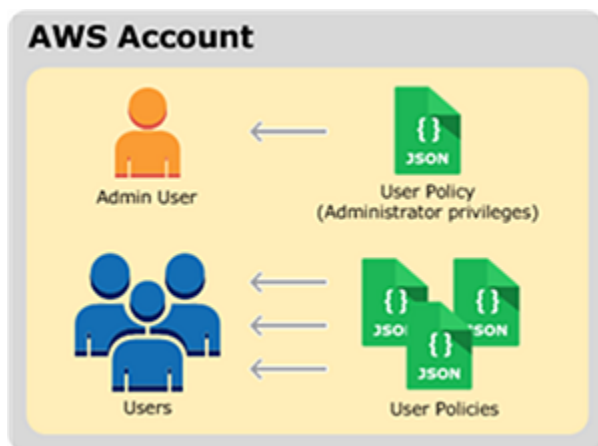 AWS Account
{ }
JSON
Admin User
User Policy
(Administrator privileges)
{ }
JSON
{ }
JSON
{ }
JSON
Users
User Policies